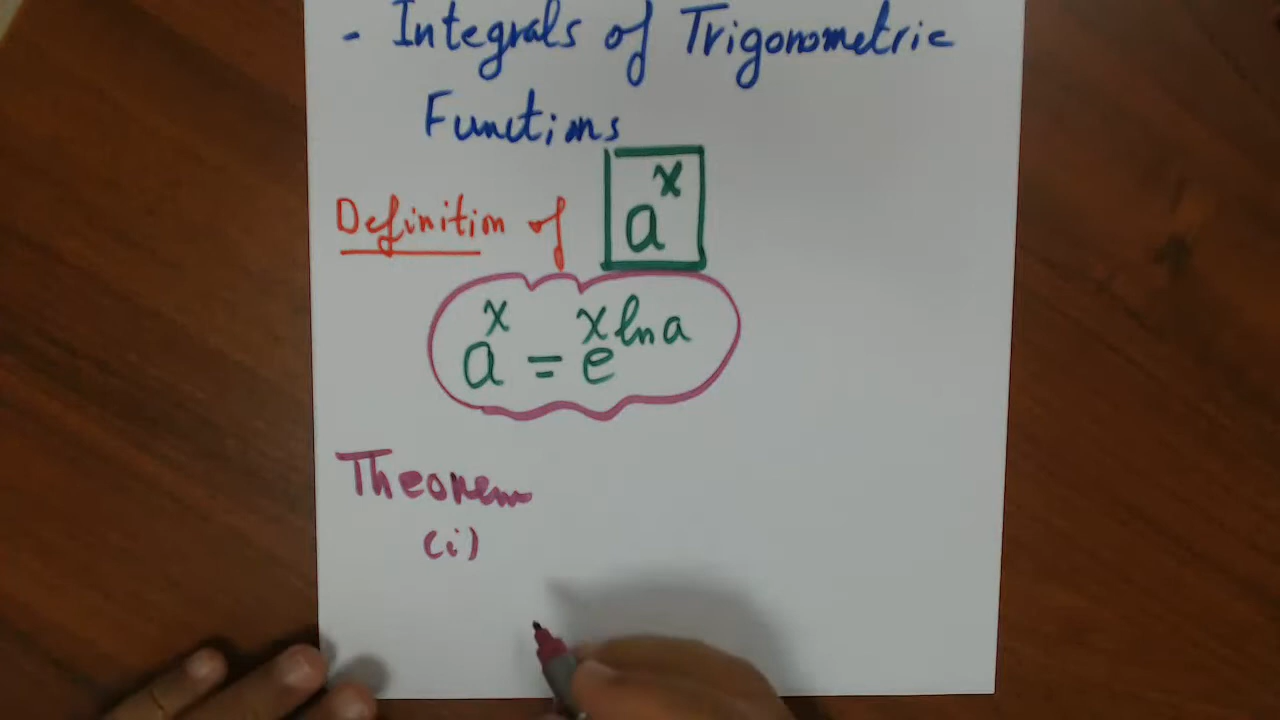 - Integrals of Trigonometric
Functions
Definition of a^x
a^x = e^x ln a
Theorem
(i)